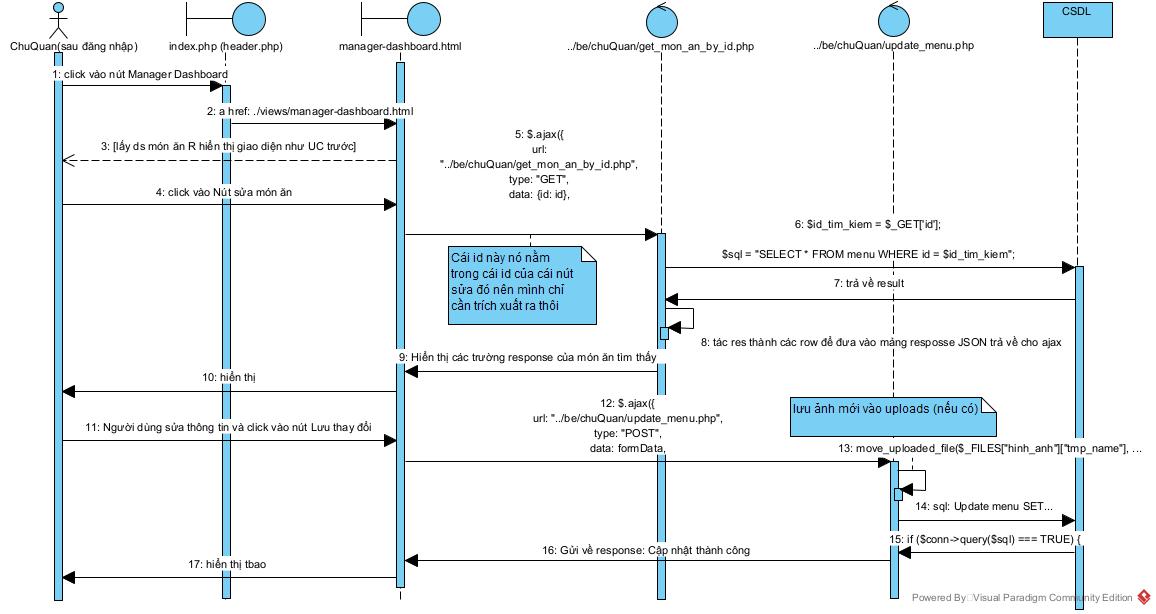 CSDL
ChuQuan(sau đăng nhập)
index.php (header.php)
manager-dashboard.html
../be/chuQuan/get_mon_an_by_id.php
../be/chuQuan/update_menu.php
1: click vào nút Manager Dashboard
2: a href: ./views/manager-dashboard.html
3: [lấy ds món ăn R hiển thị giao diện như UC trước]
4: click vào Nút sửa món ăn
5: $.ajax({
url:
"../be/chuQuan/get_mon_an_by_id.php",
type: "GET",
data: {id: id},
Cái id này nó nằm
trong cái id của cái nút
sửa đó nên mình chỉ
cần trích xuất ra thôi
6: $id_tim_kiem = $_GET['id'];
$sql = "SELECT * FROM menu WHERE id = $id_tim_kiem";
7: trả về result
8: tác res thành các row để đưa vào mảng resposse JSON trả về cho ajax
9: Hiển thị các trường response của món ăn tìm thấy
10: hiển thị
11: Người dùng sửa thông tin và click vào nút Lưu thay đổi
12: $.ajax({
url: "../be/chuQuan/update_menu.php",
type: "POST",
data: formData,
lưu ảnh mới vào uploads (nếu có)
13: move_uploaded_file($_FILES["hinh_anh"]["tmp_name"], ...
14: sql: Update menu SET...
15: if ($conn->query($sql) === TRUE) {
16: Gửi về response: Cập nhật thành công
17: hiển thị tbao
Powered By Visual Paradigm Community Edition